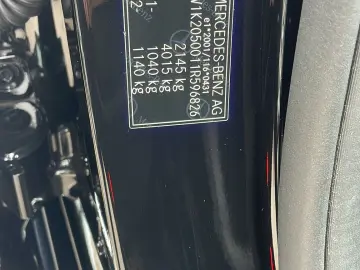 MERCEDES-BENZ AG
e1*2001/116*0431
W1K2050011R596826
2145 kg
4015 kg
1- 1040 kg
2- 1140 kg